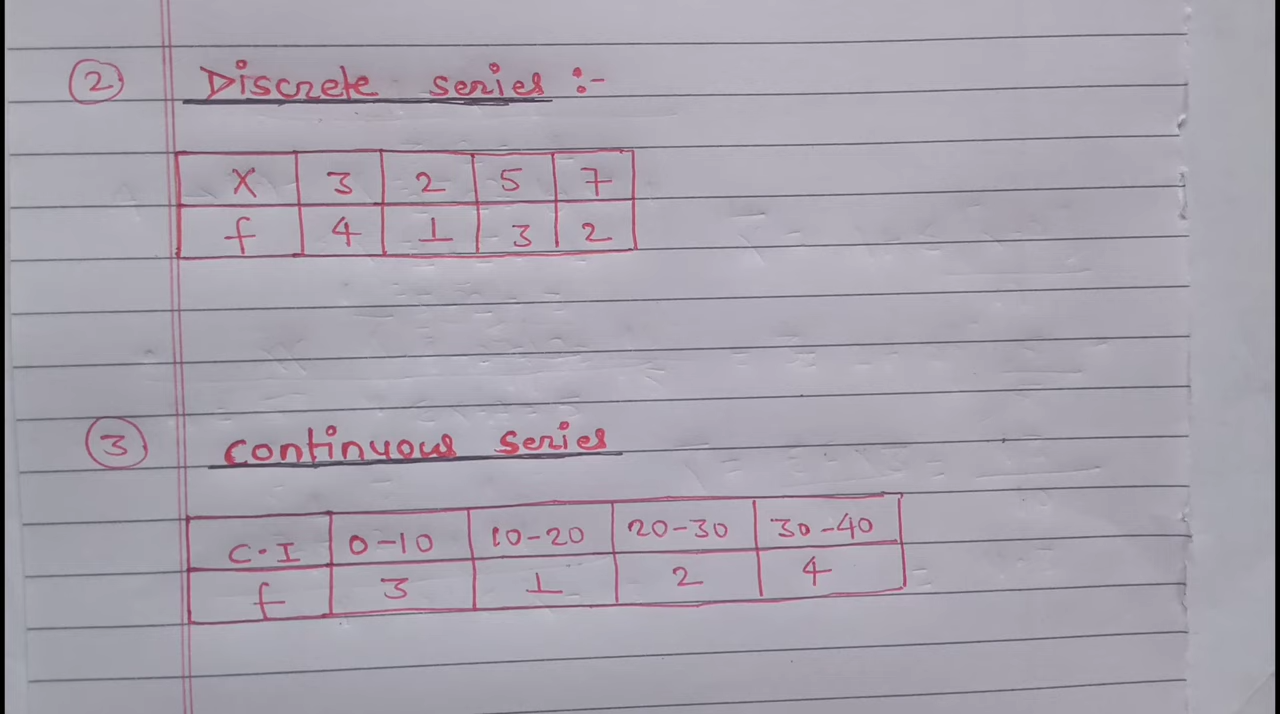 2 Discrete series :-
X 3 2 5 7
f 4 1 3 2
3 continuous series
C.I 0-10 10-20 20-30 30-40
f 3 1 2 4